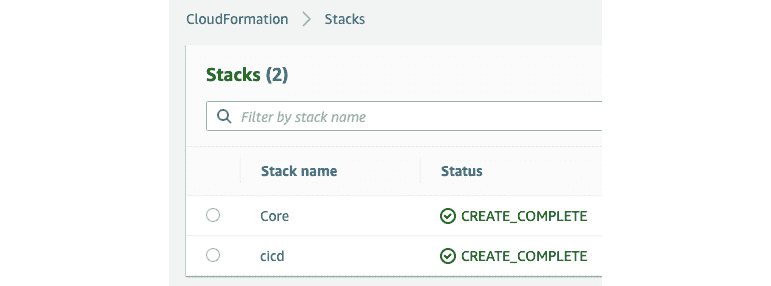 CloudFormation > Stacks
Stacks (2)
Filter by stack name
Stack name Status
Core CREATE_COMPLETE
cicd CREATE_COMPLETE